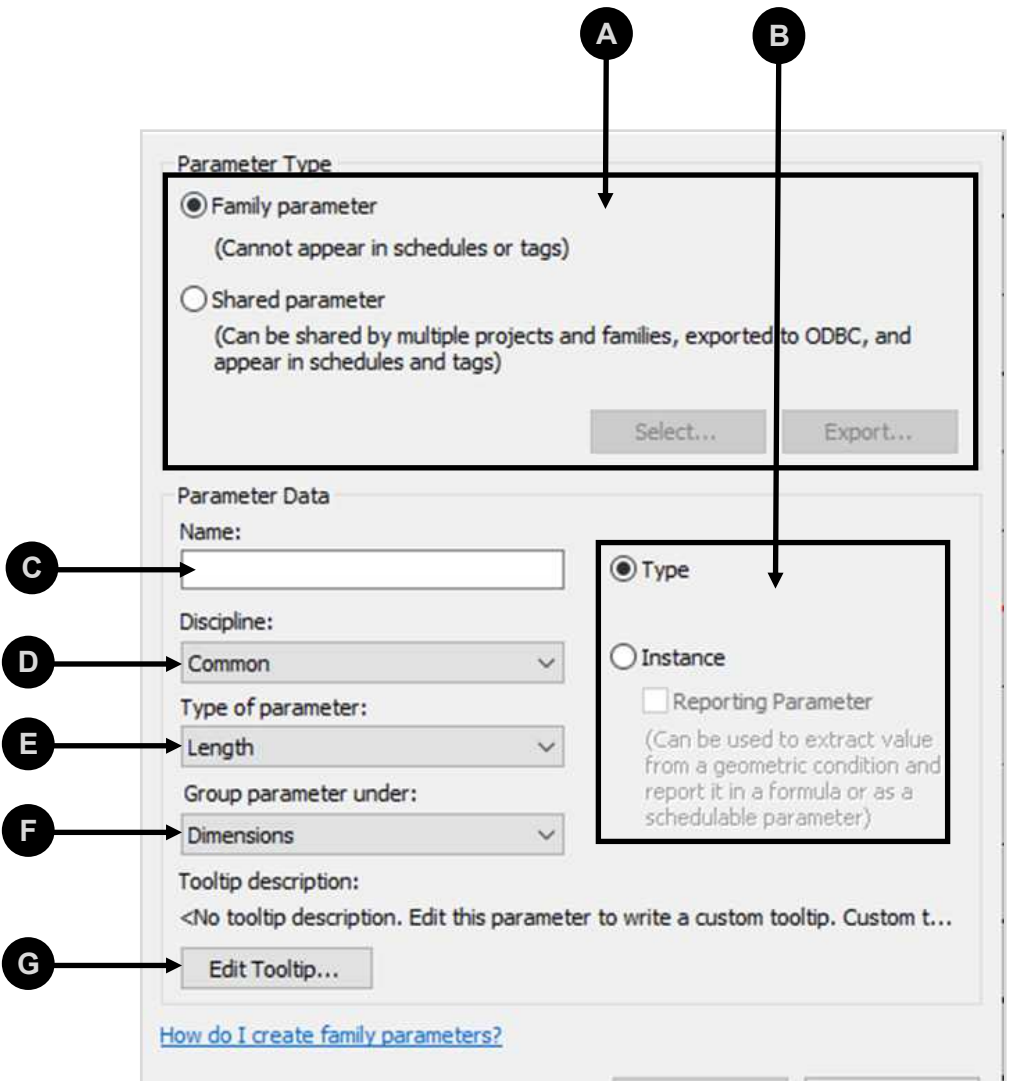 A
B
Parameter Type
Family parameter
(Cannot appear in schedules or tags)
Shared parameter
(Can be shared by multiple projects and families, exported to ODBC, and
appear in schedules and tags)
Select...
Export...
Parameter Data
Name:
C
Type
Discipline:
D
Common
Instance
Reporting Parameter
(Can be used to extract value
from a geometric condition and
report it in a formula or as a
schedulable parameter)
Type of parameter:
E
Length
Group parameter under:
F
Dimensions
Tooltip description:
<No tooltip description. Edit this parameter to write a custom tooltip. Custom t...
G
Edit Tooltip...
How do I create family parameters?